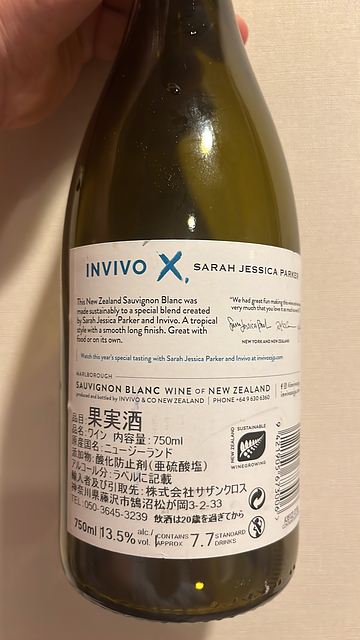 INVIVO X, SARAH JESSICA PARKER
This New Zealand Sauvignon Blanc was
made sustainably to a special blend created
by Sarah Jessica Parker and Invivo. A tropical
style with a smooth long finish. Great with
food or on its own.
"We had great fun making this wine
very much that you love it as much
NEW YORK AND NEW ZEALAND
Watch this year's special tasting with Sarah Jessica Parker and Invivo at invivoxsjp.com
MARLBOROUGH
SAUVIGNON BLANC WINE OF NEW ZEALAND
produced and bottled by INVIVO & CO NEW ZEALAND | PHONE +64 9 630 6360
品目:果実酒
品名:ワイン 内容量:750ml
原産国名:ニュージーランド
添加物:酸化防止剤(亜硫酸塩)
アルコール分:ラベルに記載
輸入者及び引取先:株式会社サザンクロス
神奈川県藤沢市鵠沼松が岡3-2-33
TEL:050-3645-3239 飲酒は20歳を過ぎてから
SUSTAINABLE
WINEGROWING
NEW ZEALAND
750ml 13.5% alc./vol. CONTAINS APPROX 7.7 STANDARD DRINKS